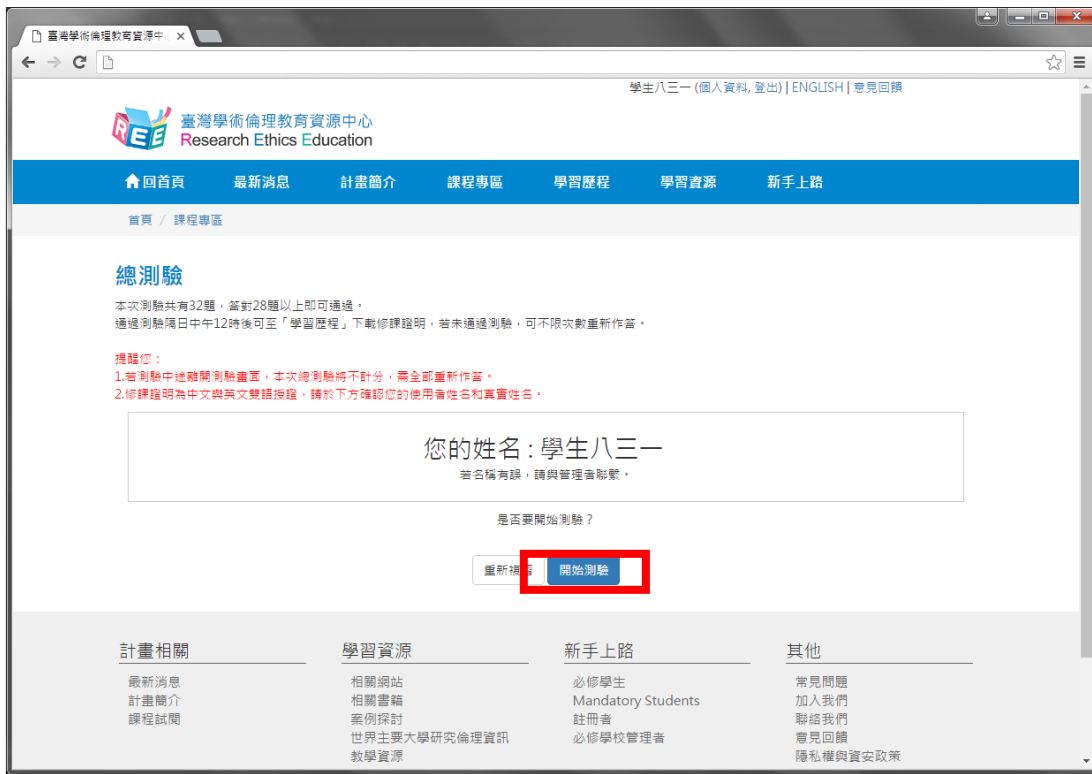 臺灣學術倫理教育資源中
學生八三一 (個人資料, 登出) | ENGLISH | 意見回饋
REE
臺灣學術倫理教育資源中心
Research Ethics Education
回首頁 最新消息 計畫簡介 課程專區 學習歷程 學習資源 新手上路
首頁 / 課程專區
總測驗
本次測驗共有32題，答對28題以上即可通過。
通過測驗隔日中午12時後可至「學習歷程」下載修課證明，若未通過測驗，可不限次數重新作答。
提醒您：
1.若測驗中途離開測驗畫面，本次總測驗將不計分，需全部重新作答。
2.修課證明為中文與英文雙語授證，請於下方確認您的使用者姓名和真實姓名。
您的姓名 : 學生八三一
若名稱有誤，請與管理者聯繫。
是否要開始測驗？
重新複習 開始測驗
計畫相關 學習資源 新手上路 其他
最新消息 相關網站 必修學生 常見問題
計畫簡介 相關書籍 Mandatory Students 加入我們
課程試閱 案例探討 註冊者 聯絡我們
世界主要大學研究倫理資訊 必修學校管理者 意見回饋
教學資源 隱私權與資安政策